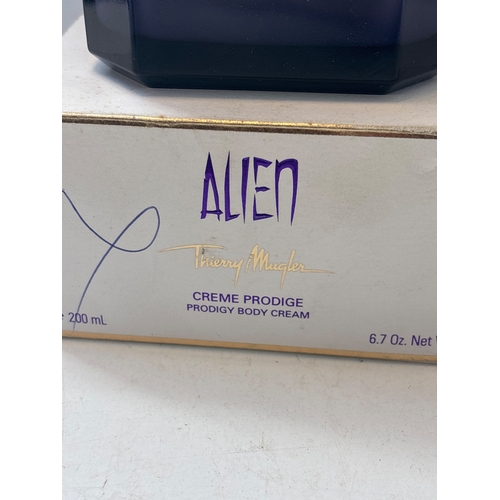 ALIEN
Thierry Mugler
CREME PRODIGE
PRODIGY BODY CREAM
200 mL
6.7 Oz. Net